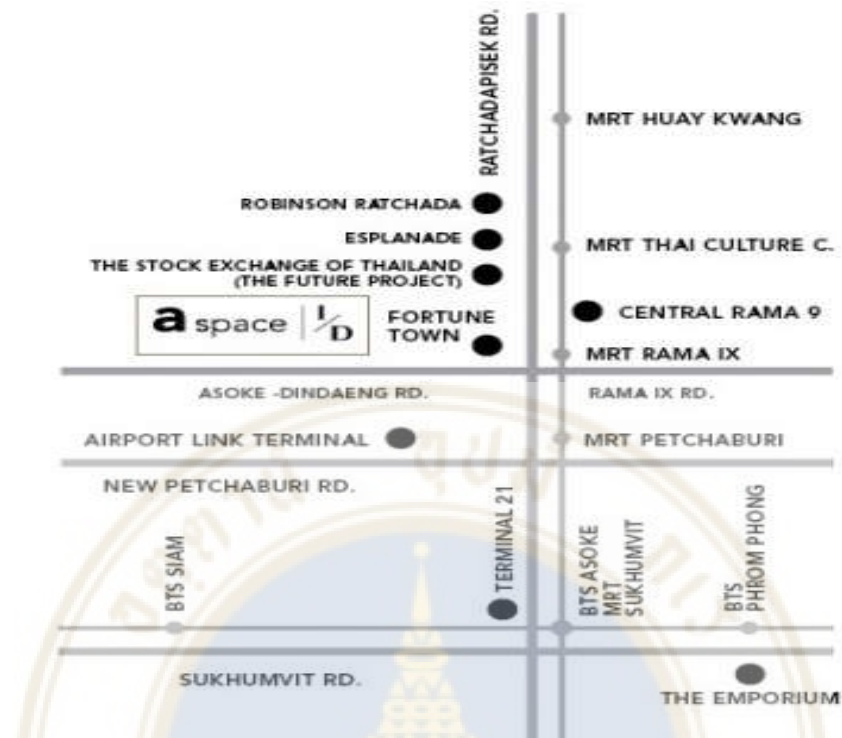 RATCHADAPISEK RD.
MRT HUAY KWANG
ROBINSON RATCHADA
ESPLANADE
MRT THAI CULTURE C.
THE STOCK EXCHANGE OF THAILAND
(THE FUTURE PROJECT)
a space | I/D
FORTUNE
TOWN
CENTRAL RAMA 9
MRT RAMA IX
ASOKE -DINDAENG RD.
RAMA IX RD.
AIRPORT LINK TERMINAL
MRT PETCHABURI
NEW PETCHABURI RD.
BTS SIAM
TERMINAL 21
BTS ASOKE
MRT
SUKHUMVIT
BTS
PHROM PHONG
SUKHUMVIT RD.
THE EMPORIUM